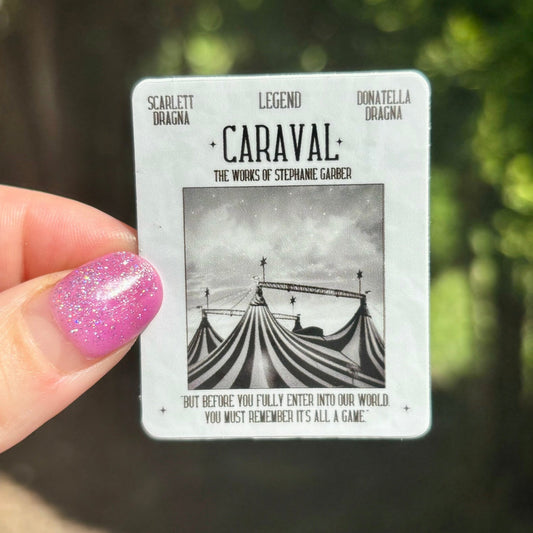 SCARLETT DRAGNA
LEGEND
DONATELLA DRAGNA
CARAVAL
THE WORKS OF STEPHANIE GARBER
"BUT BEFORE YOU FULLY ENTER INTO OUR WORLD,
YOU MUST REMEMBER IT'S ALL A GAME."